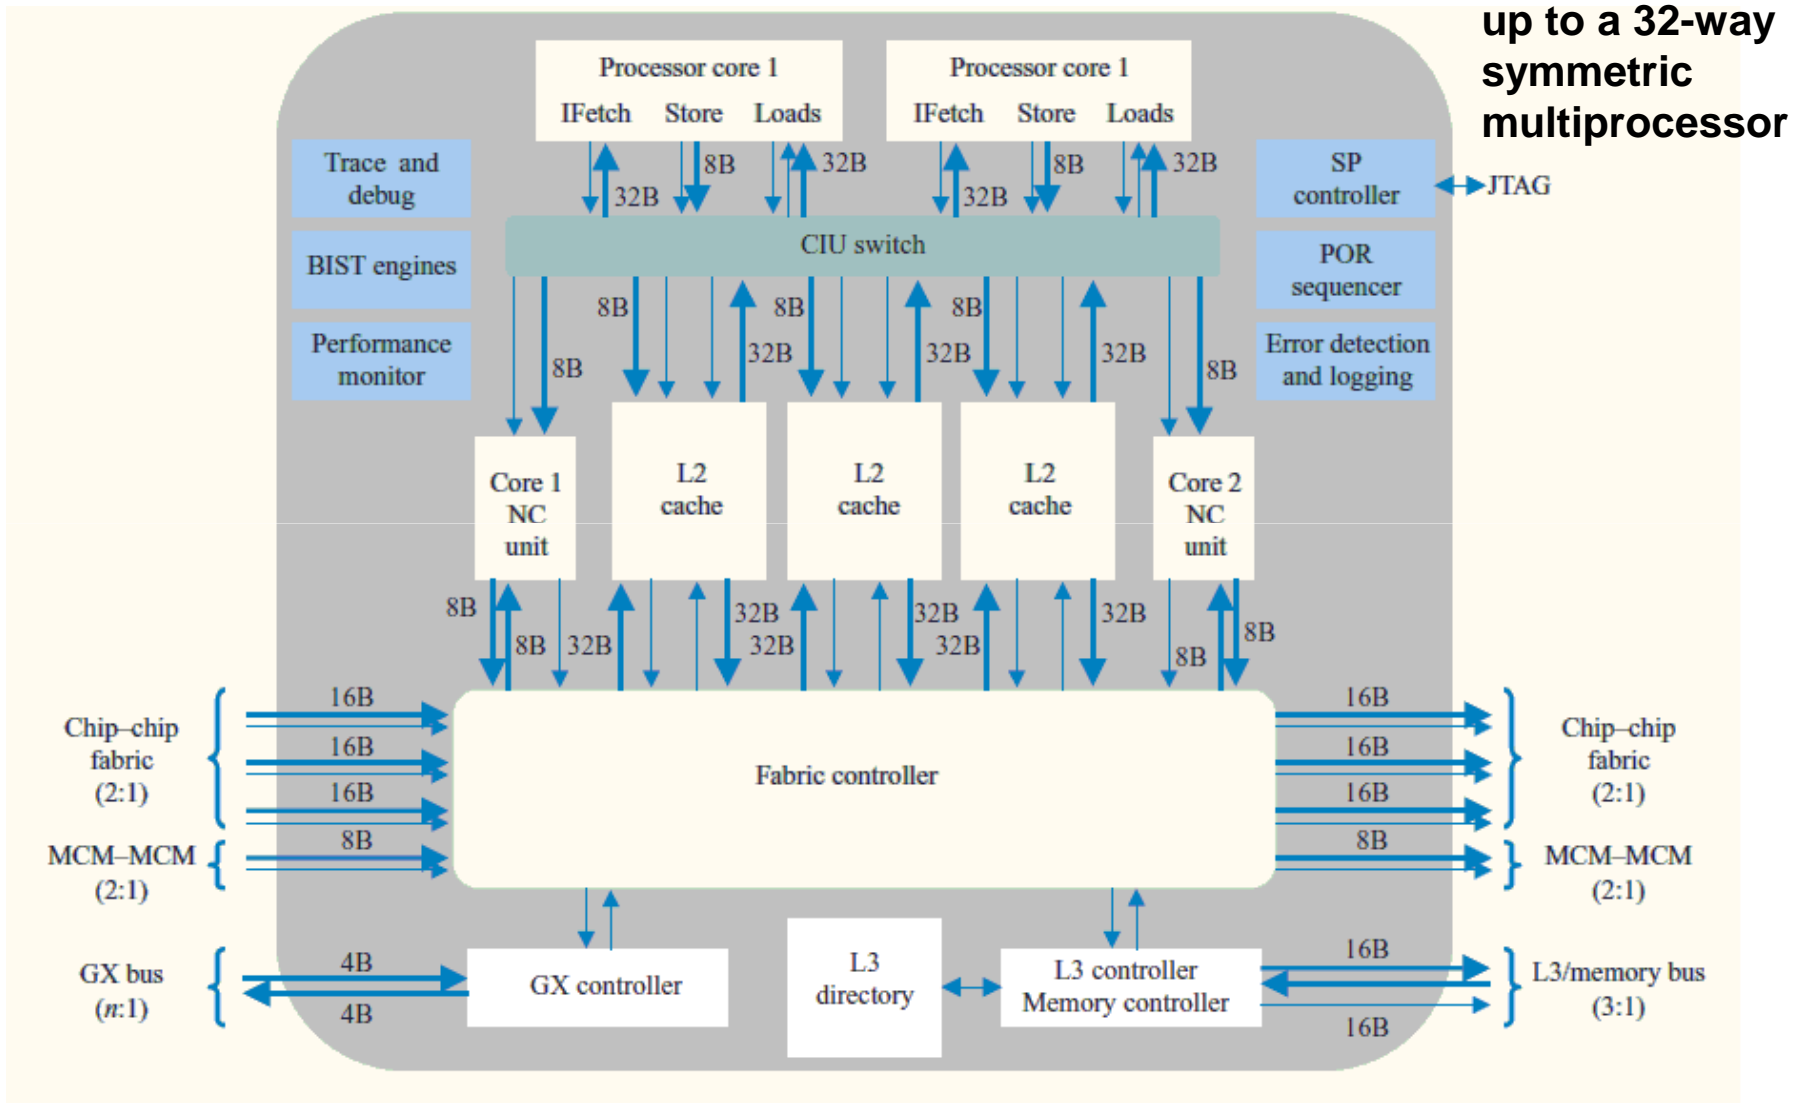 up to a 32-way
symmetric
multiprocessor
Processor core 1
IFetch Store Loads
Processor core 1
IFetch Store Loads
8B
32B
32B
8B
32B
32B
Trace and
debug
BIST engines
Performance
monitor
SP
controller
JTAG
POR
sequencer
Error detection
and logging
CIU switch
8B
8B
32B
8B
32B
8B
32B
8B
Core 1
NC
unit
L2
cache
L2
cache
L2
cache
Core 2
NC
unit
8B
8B
32B
32B
32B
32B
32B
32B
8B
8B
Chip–chip
fabric
(2:1)
16B
16B
16B
MCM–MCM
(2:1)
8B
Fabric controller
16B
16B
16B
Chip–chip
fabric
(2:1)
8B
MCM–MCM
(2:1)
GX bus
(n:1)
4B
4B
GX controller
L3
directory
L3 controller
Memory controller
16B
16B
L3/memory bus
(3:1)